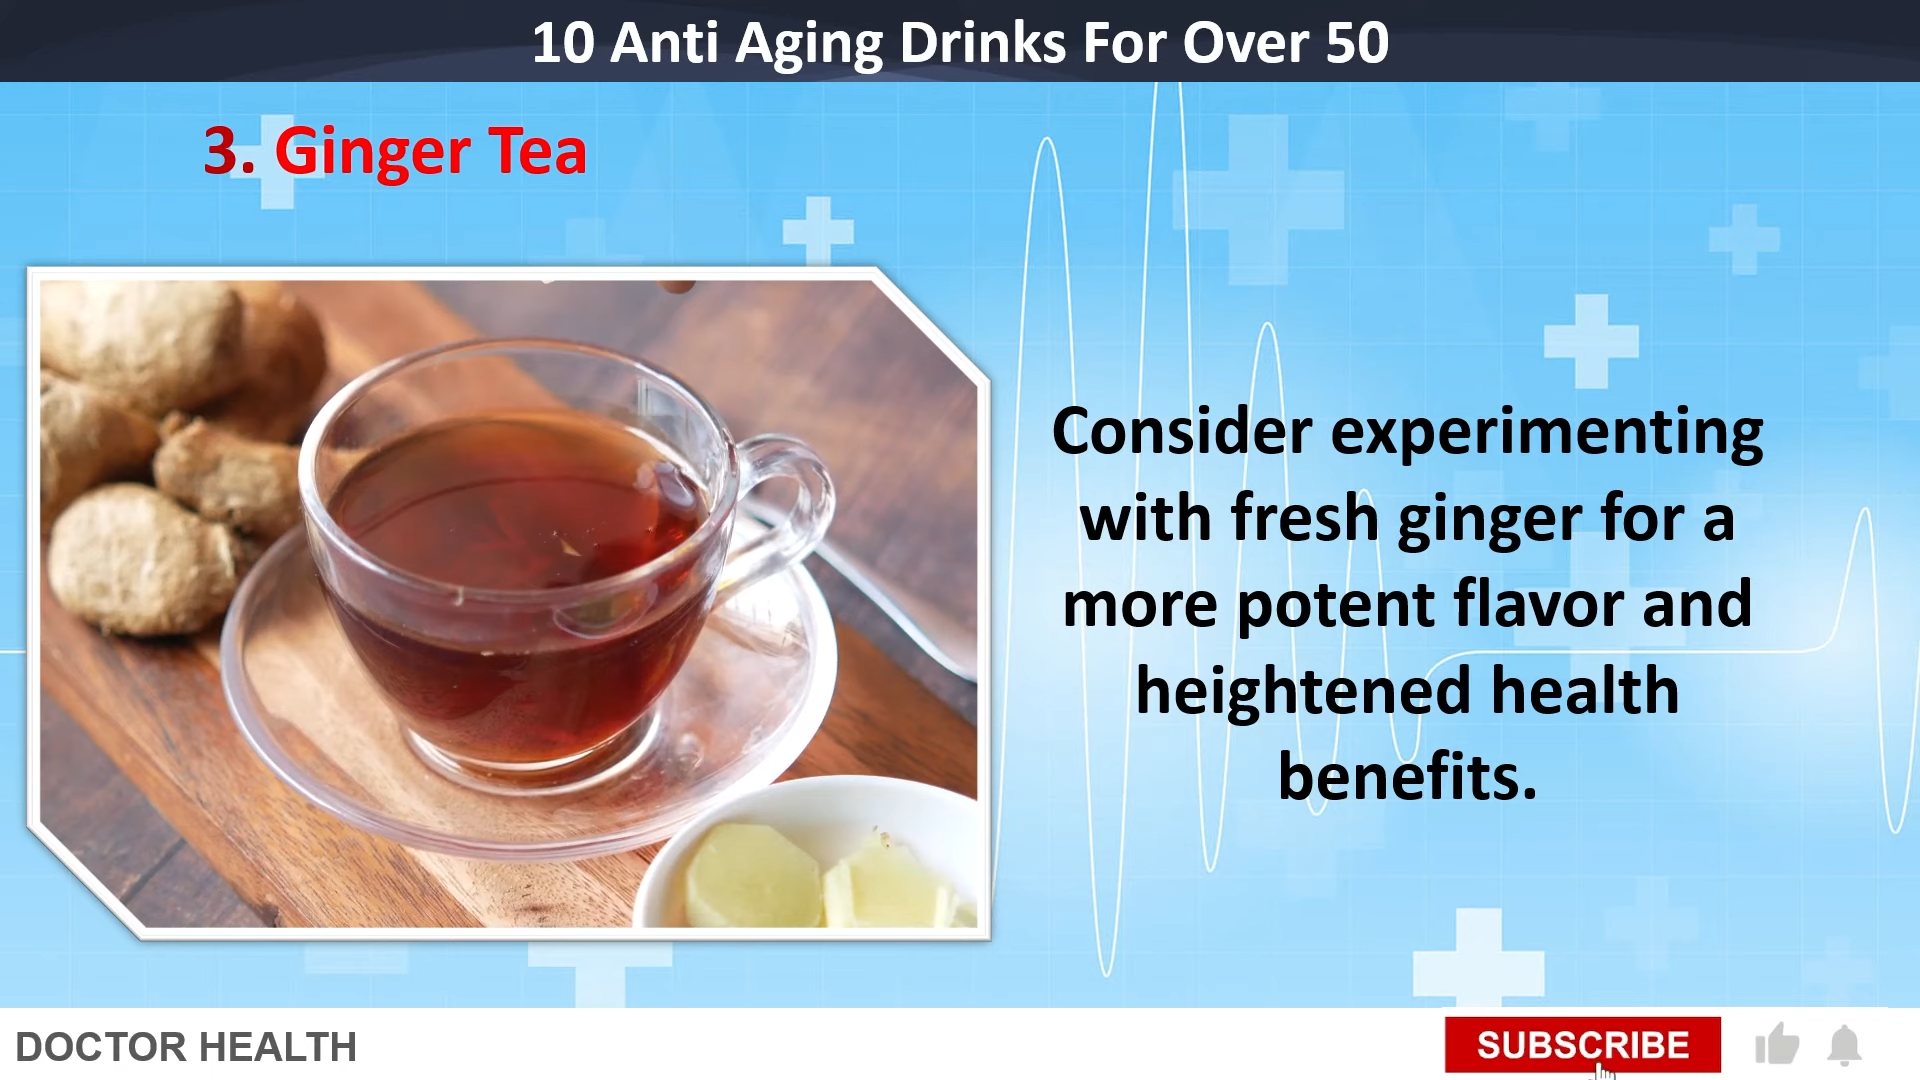 10 Anti Aging Drinks For Over 50
3. Ginger Tea
Consider experimenting
with fresh ginger for a
more potent flavor and
heightened health
benefits.
DOCTOR HEALTH
SUBSCRIBE